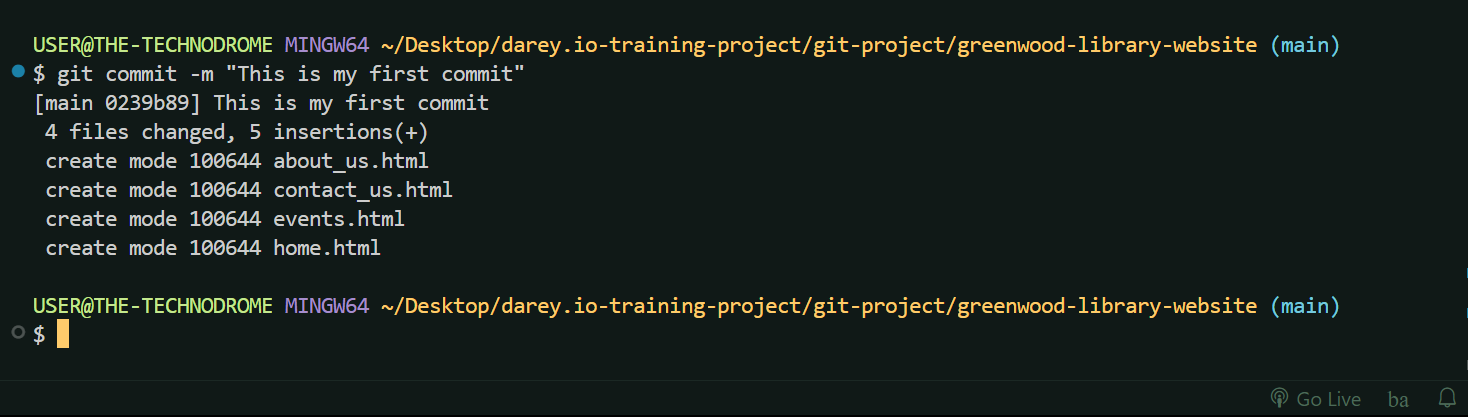 USER@THE-TECHNODROME MINGW64 ~/Desktop/darey.io-training-project/git-project/greenwood-library-website (main)
$ git commit -m "This is my first commit"
[main 0239b89] This is my first commit
 4 files changed, 5 insertions(+)
 create mode 100644 about_us.html
 create mode 100644 contact_us.html
 create mode 100644 events.html
 create mode 100644 home.html
USER@THE-TECHNODROME MINGW64 ~/Desktop/darey.io-training-project/git-project/greenwood-library-website (main)
$
Go Live ba